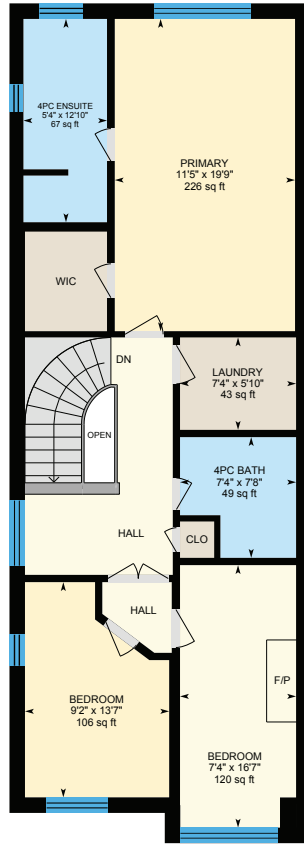 4PC ENSUITE
5'4" x 12'10"
67 sq ft
PRIMARY
11'5" x 19'9"
226 sq ft
WIC
DN
LAUNDRY
7'4" x 5'10"
43 sq ft
OPEN
4PC BATH
7'4" x 7'8"
49 sq ft
HALL
CLO
HALL
F/P
BEDROOM
9'2" x 13'7"
106 sq ft
BEDROOM
7'4" x 16'7"
120 sq ft